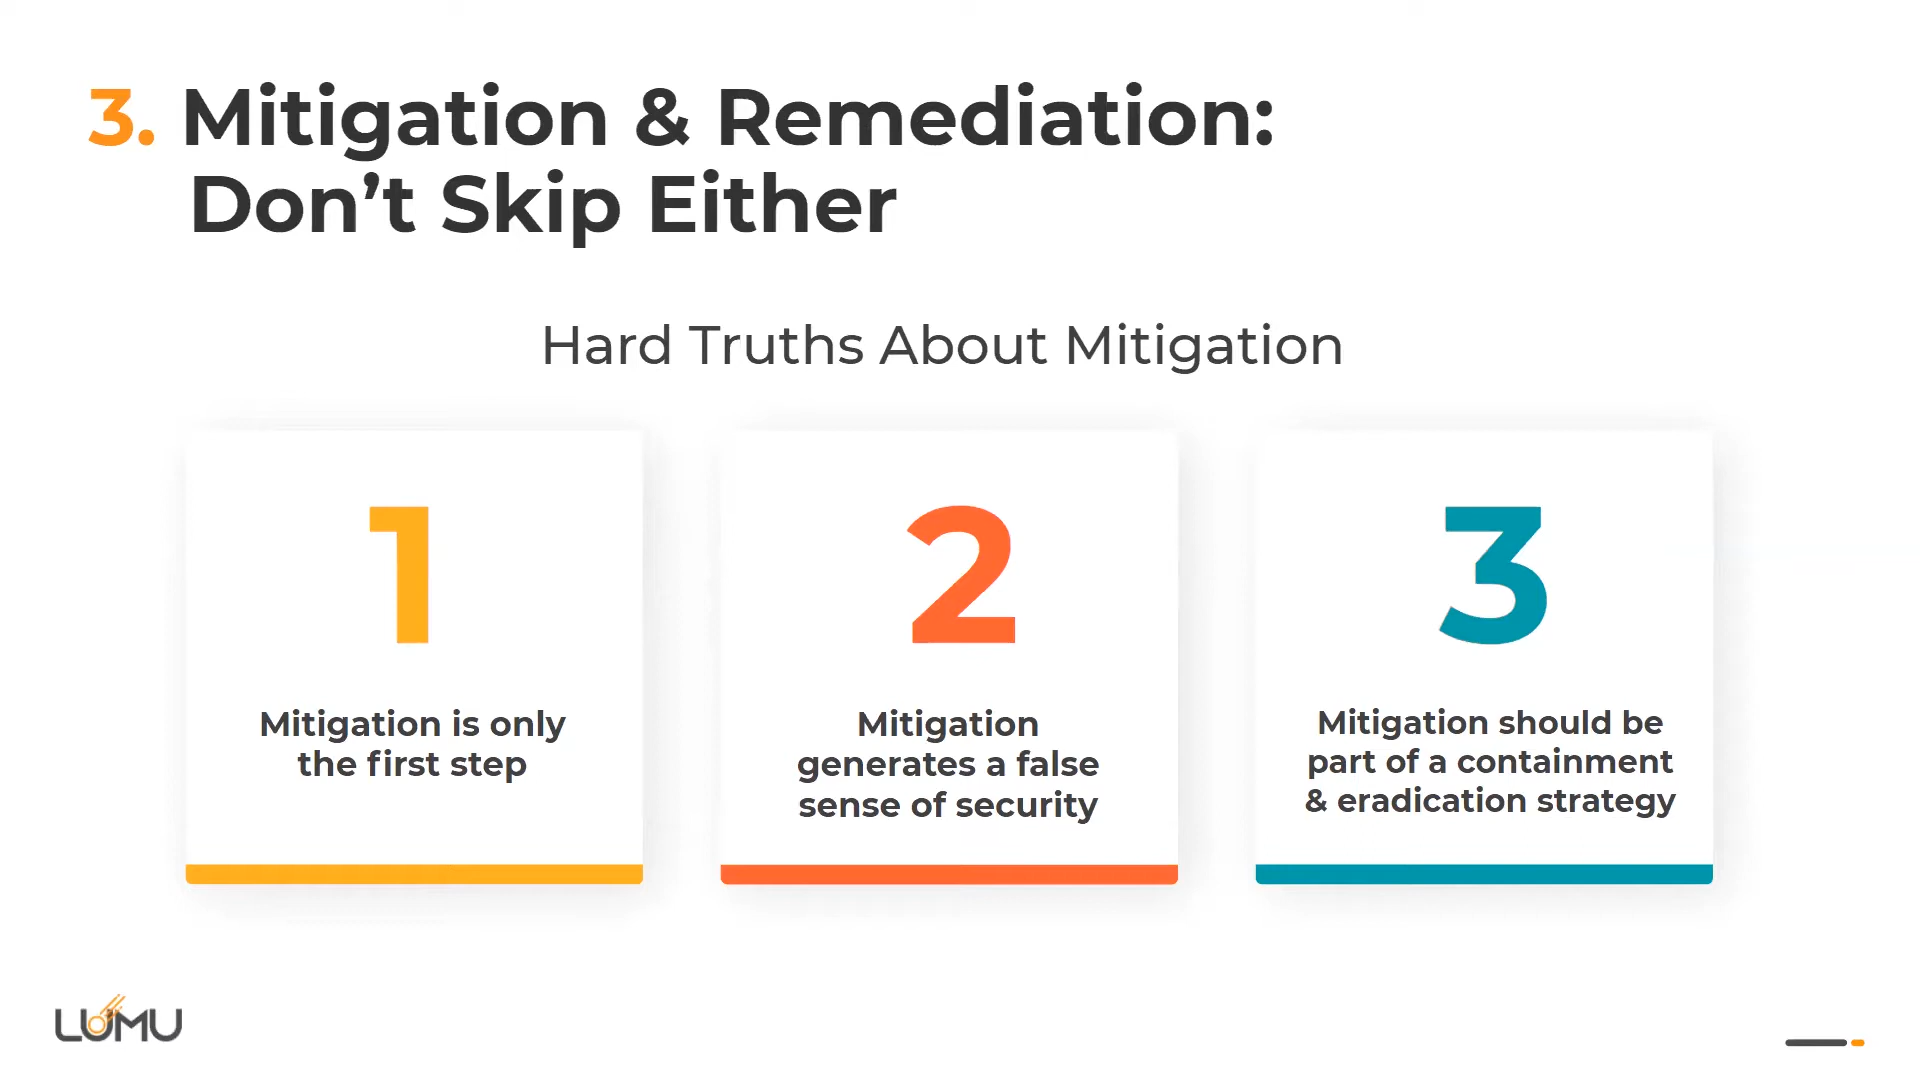 3. Mitigation & Remediation:
Don’t Skip Either
Hard Truths About Mitigation
1
Mitigation is only
the first step
2
Mitigation
generates a false
sense of security
3
Mitigation should be
part of a containment
& eradication strategy
LUMU